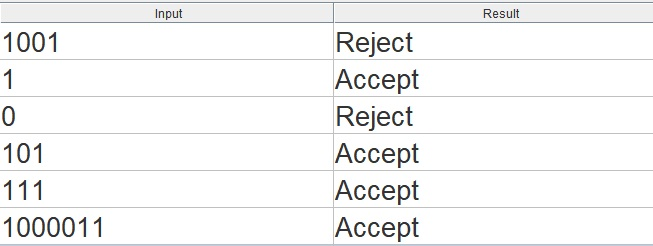 Input Result
1001 Reject
1 Accept
0 Reject
101 Accept
111 Accept
1000011 Accept